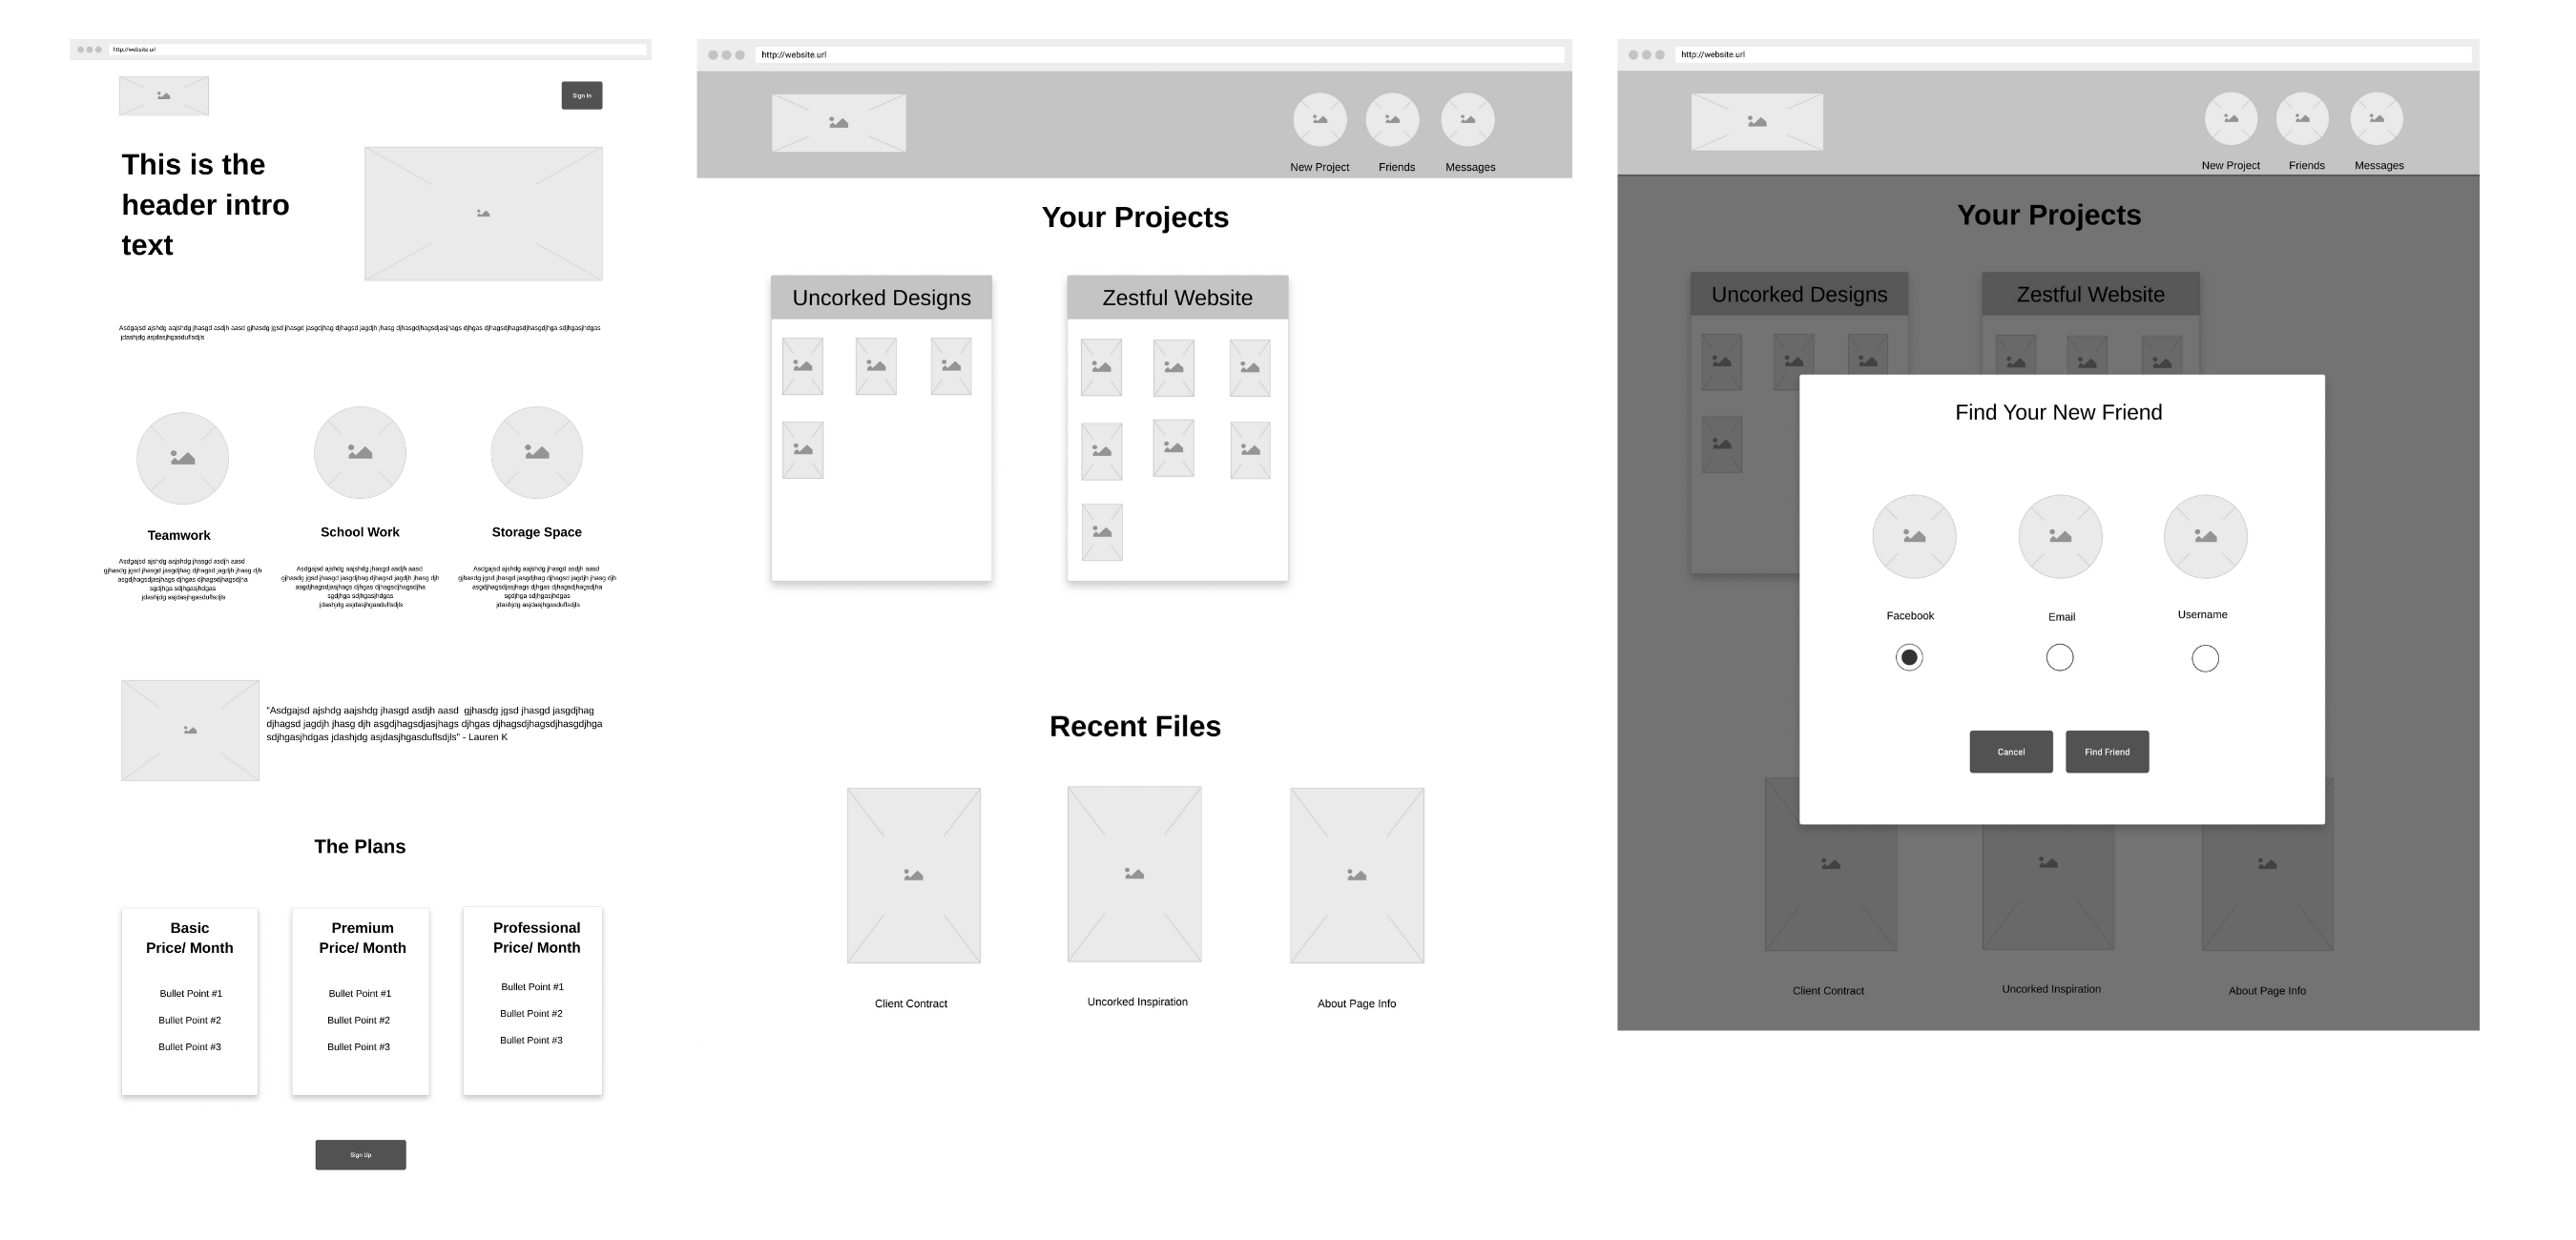 http://website.url
Sign In
This is the
header intro
text
Asdgajsd ajshdg aajshdg jhasgd asdjh aasd gjhasdg jgsd jhasgd jasgdjhag djhagsd jagdjh jhasg djhasgdjhagsdjasjhags djhgas djhagsdjhagsdjhasgdjhga sdjhgasjhdgas
jdashjdg asjdasjhgasduflsdjls
Teamwork
Asdgajsd ajshdg aajshdg jhasgd asdjh aasd
gjhasdg jgsd jhasgd jasgdjhag djhagsd jagdjh jhasg djh
asgdjhagsdjasjhags djhgas djhagsdjhagsdjha
sgdjhga sdjhgasjhdgas
jdashjdg asjdasjhgasduflsdjls
School Work
Asdgajsd ajshdg aajshdg jhasgd asdjh aasd
gjhasdg jgsd jhasgd jasgdjhag djhagsd jagdjh jhasg djh
asgdjhagsdjasjhags djhgas djhagsdjhagsdjha
sgdjhga sdjhgasjhdgas
jdashjdg asjdasjhgasduflsdjls
Storage Space
Asdgajsd ajshdg aajshdg jhasgd asdjh aasd
gjhasdg jgsd jhasgd jasgdjhag djhagsd jagdjh jhasg djh
asgdjhagsdjasjhags djhgas djhagsdjhagsdjha
sgdjhga sdjhgasjhdgas
jdashjdg asjdasjhgasduflsdjls
"Asdgajsd ajshdg aajshdg jhasgd asdjh aasd  gjhasdg jgsd jhasgd jasgdjhag
djhagsd jagdjh jhasg djh asgdjhagsdjasjhags djhgas djhagsdjhagsdjhasgdjhga
sdjhgasjhdgas jdashjdg asjdasjhgasduflsdjls" - Lauren K
The Plans
Basic
Price/ Month
Bullet Point #1
Bullet Point #2
Bullet Point #3
Premium
Price/ Month
Bullet Point #1
Bullet Point #2
Bullet Point #3
Professional
Price/ Month
Bullet Point #1
Bullet Point #2
Bullet Point #3
Sign Up
http://website.url
New Project
Friends
Messages
Your Projects
Uncorked Designs
Zestful Website
Recent Files
Client Contract
Uncorked Inspiration
About Page Info
http://website.url
New Project
Friends
Messages
Your Projects
Uncorked Designs
Zestful Website
Find Your New Friend
Facebook
Email
Username
Cancel
Find Friend
Client Contract
Uncorked Inspiration
About Page Info